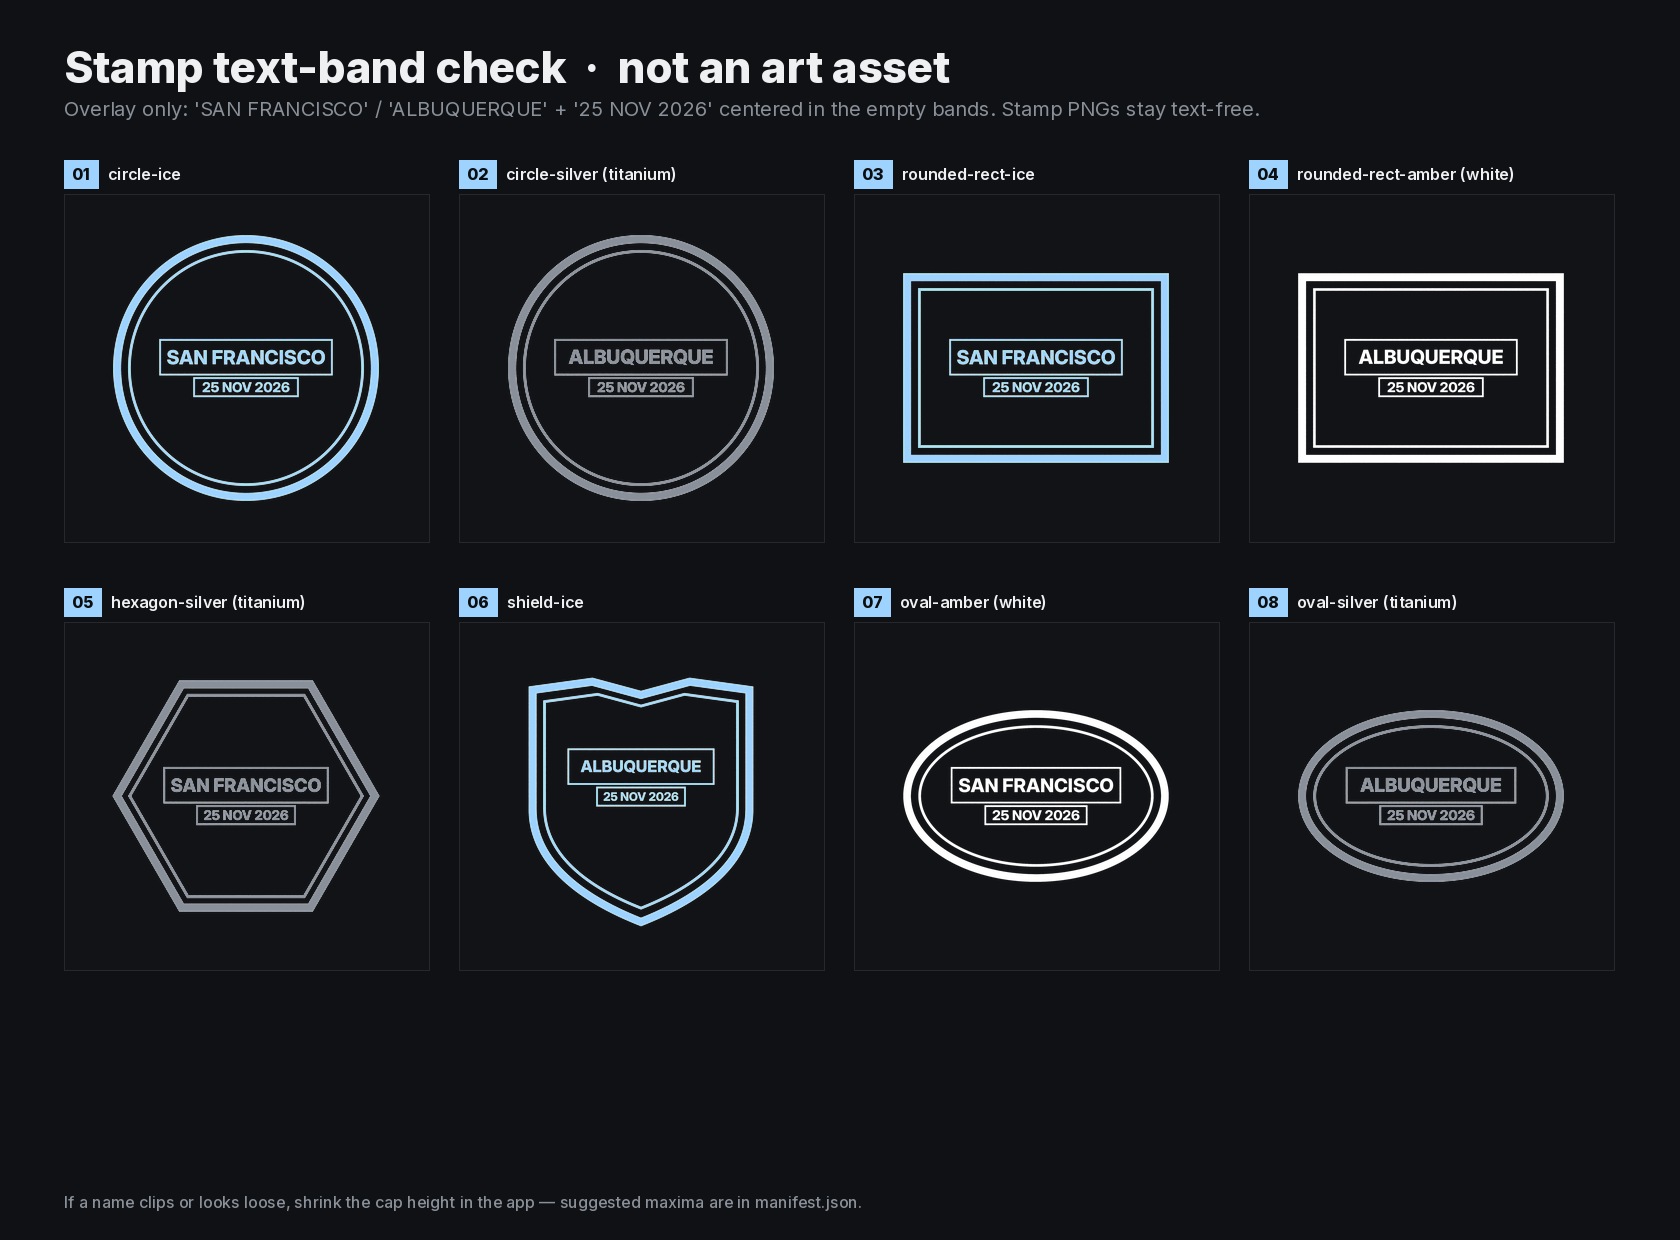 Stamp text-band check · not an art asset
Overlay only: 'SAN FRANCISCO' / 'ALBUQUERQUE' + '25 NOV 2026' centered in the empty bands. Stamp PNGs stay text-free.
01 circle-ice
SAN FRANCISCO
25 NOV 2026
02 circle-silver (titanium)
ALBUQUERQUE
25 NOV 2026
03 rounded-rect-ice
SAN FRANCISCO
25 NOV 2026
04 rounded-rect-amber (white)
ALBUQUERQUE
25 NOV 2026
05 hexagon-silver (titanium)
SAN FRANCISCO
25 NOV 2026
06 shield-ice
ALBUQUERQUE
25 NOV 2026
07 oval-amber (white)
SAN FRANCISCO
25 NOV 2026
08 oval-silver (titanium)
ALBUQUERQUE
25 NOV 2026
If a name clips or looks loose, shrink the cap height in the app — suggested maxima are in manifest.json.